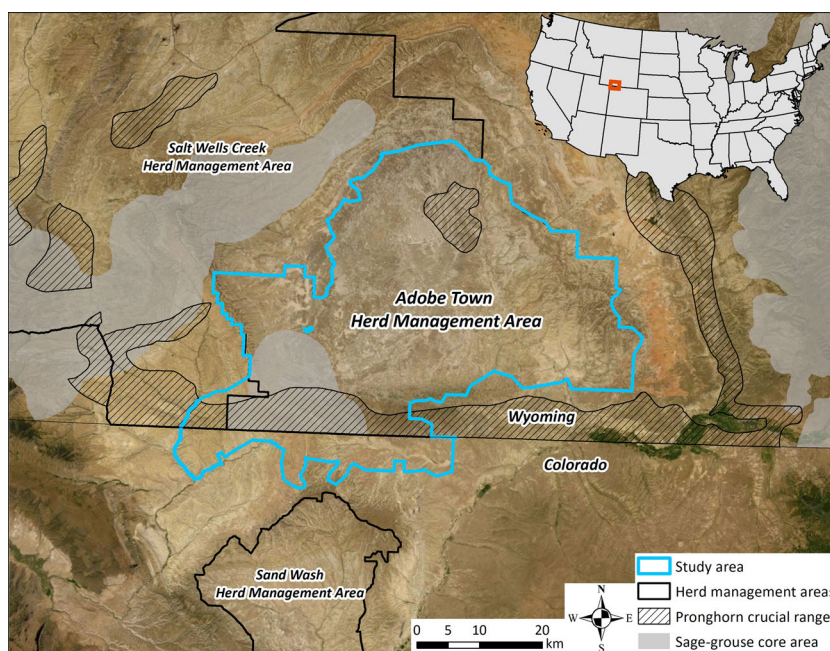 Salt Wells Creek
Herd Management Area
Adobe Town
Herd Management Area
Wyoming
Colorado
Sand Wash
Herd Management Area
0 5 10 20
km
N
W E
S
Study area
Herd management areas
Pronghorn crucial range
Sage-grouse core area